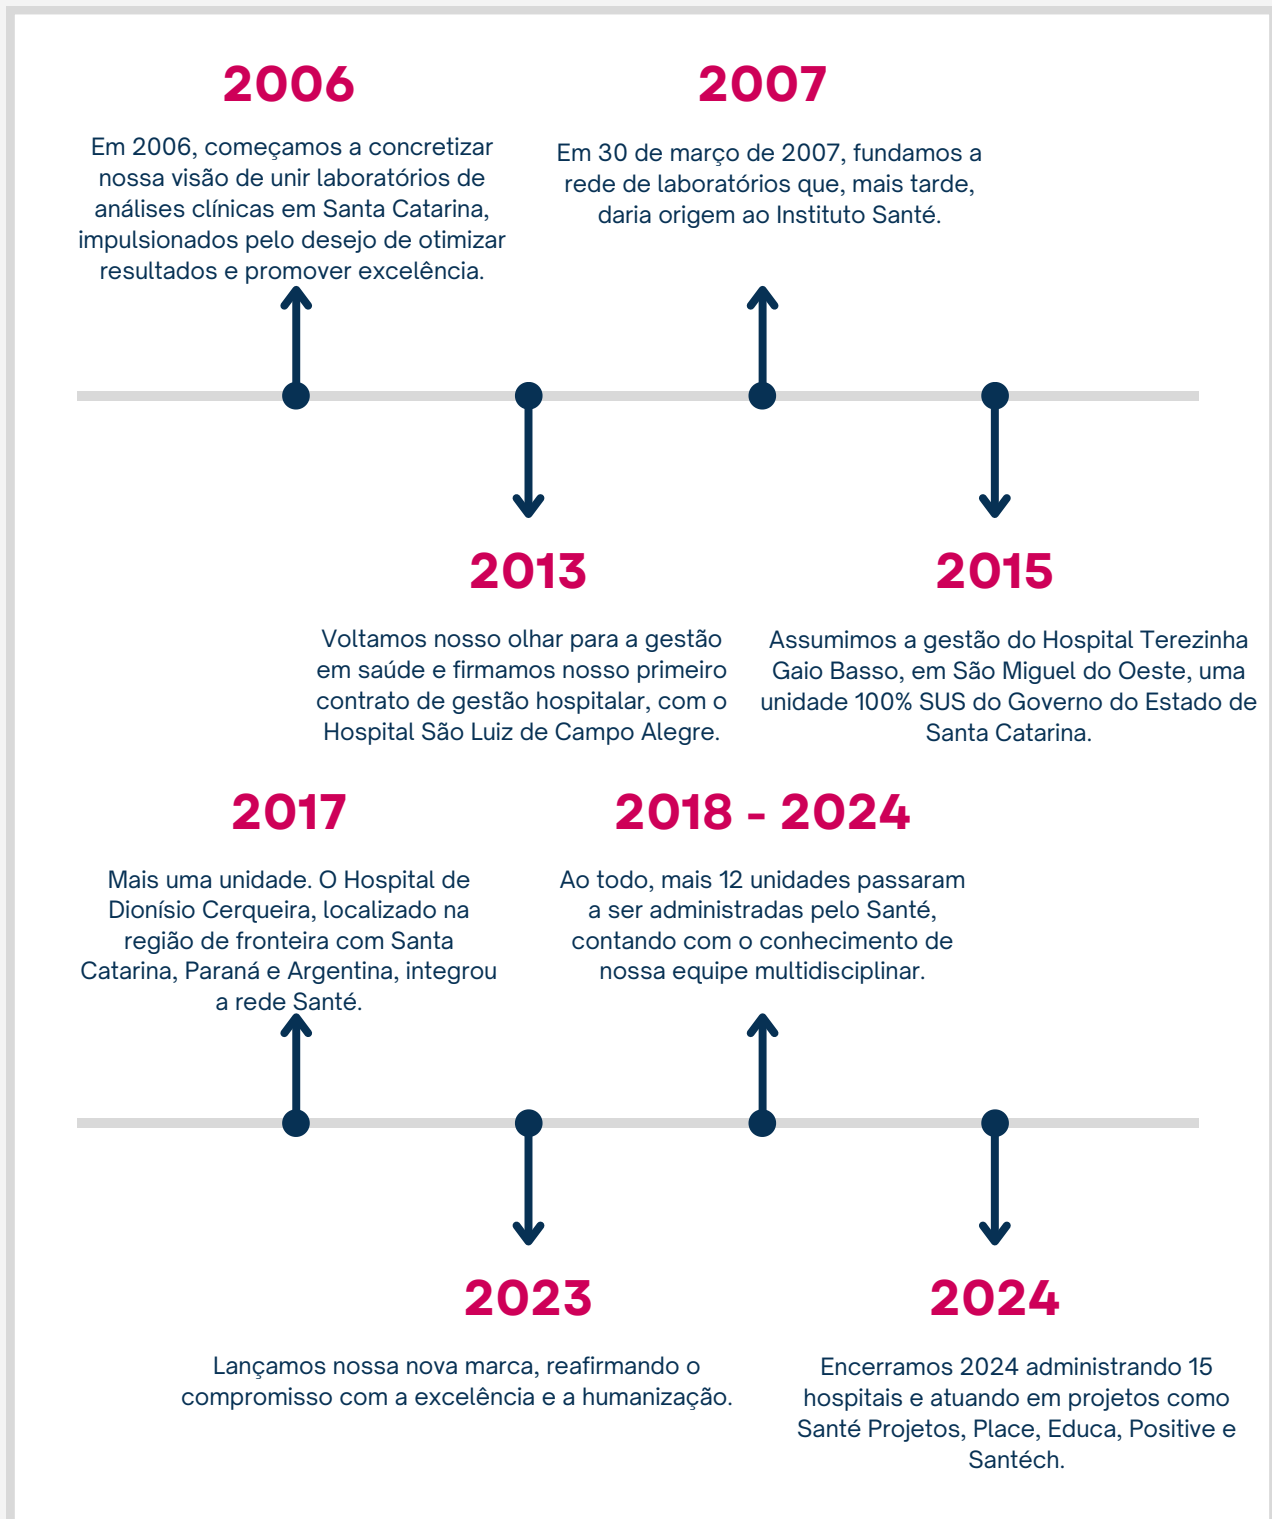 2006
Em 2006, começamos a concretizar
nossa visão de unir laboratórios de
análises clínicas em Santa Catarina,
impulsionados pelo desejo de otimizar
resultados e promover excelência.
2007
Em 30 de março de 2007, fundamos a
rede de laboratórios que, mais tarde,
daria origem ao Instituto Santé.
2013
Voltamos nosso olhar para a gestão
em saúde e firmamos nosso primeiro
contrato de gestão hospitalar, com o
Hospital São Luiz de Campo Alegre.
2015
Assumimos a gestão do Hospital Terezinha
Gaio Basso, em São Miguel do Oeste, uma
unidade 100% SUS do Governo do Estado de
Santa Catarina.
2017
Mais uma unidade. O Hospital de
Dionísio Cerqueira, localizado na
região de fronteira com Santa
Catarina, Paraná e Argentina, integrou
a rede Santé.
2018 - 2024
Ao todo, mais 12 unidades passaram
a ser administradas pelo Santé,
contando com o conhecimento de
nossa equipe multidisciplinar.
2023
Lançamos nossa nova marca, reafirmando o
compromisso com a excelência e a humanização.
2024
Encerramos 2024 administrando 15
hospitais e atuando em projetos como
Santé Projetos, Place, Educa, Positive e
Santéch.